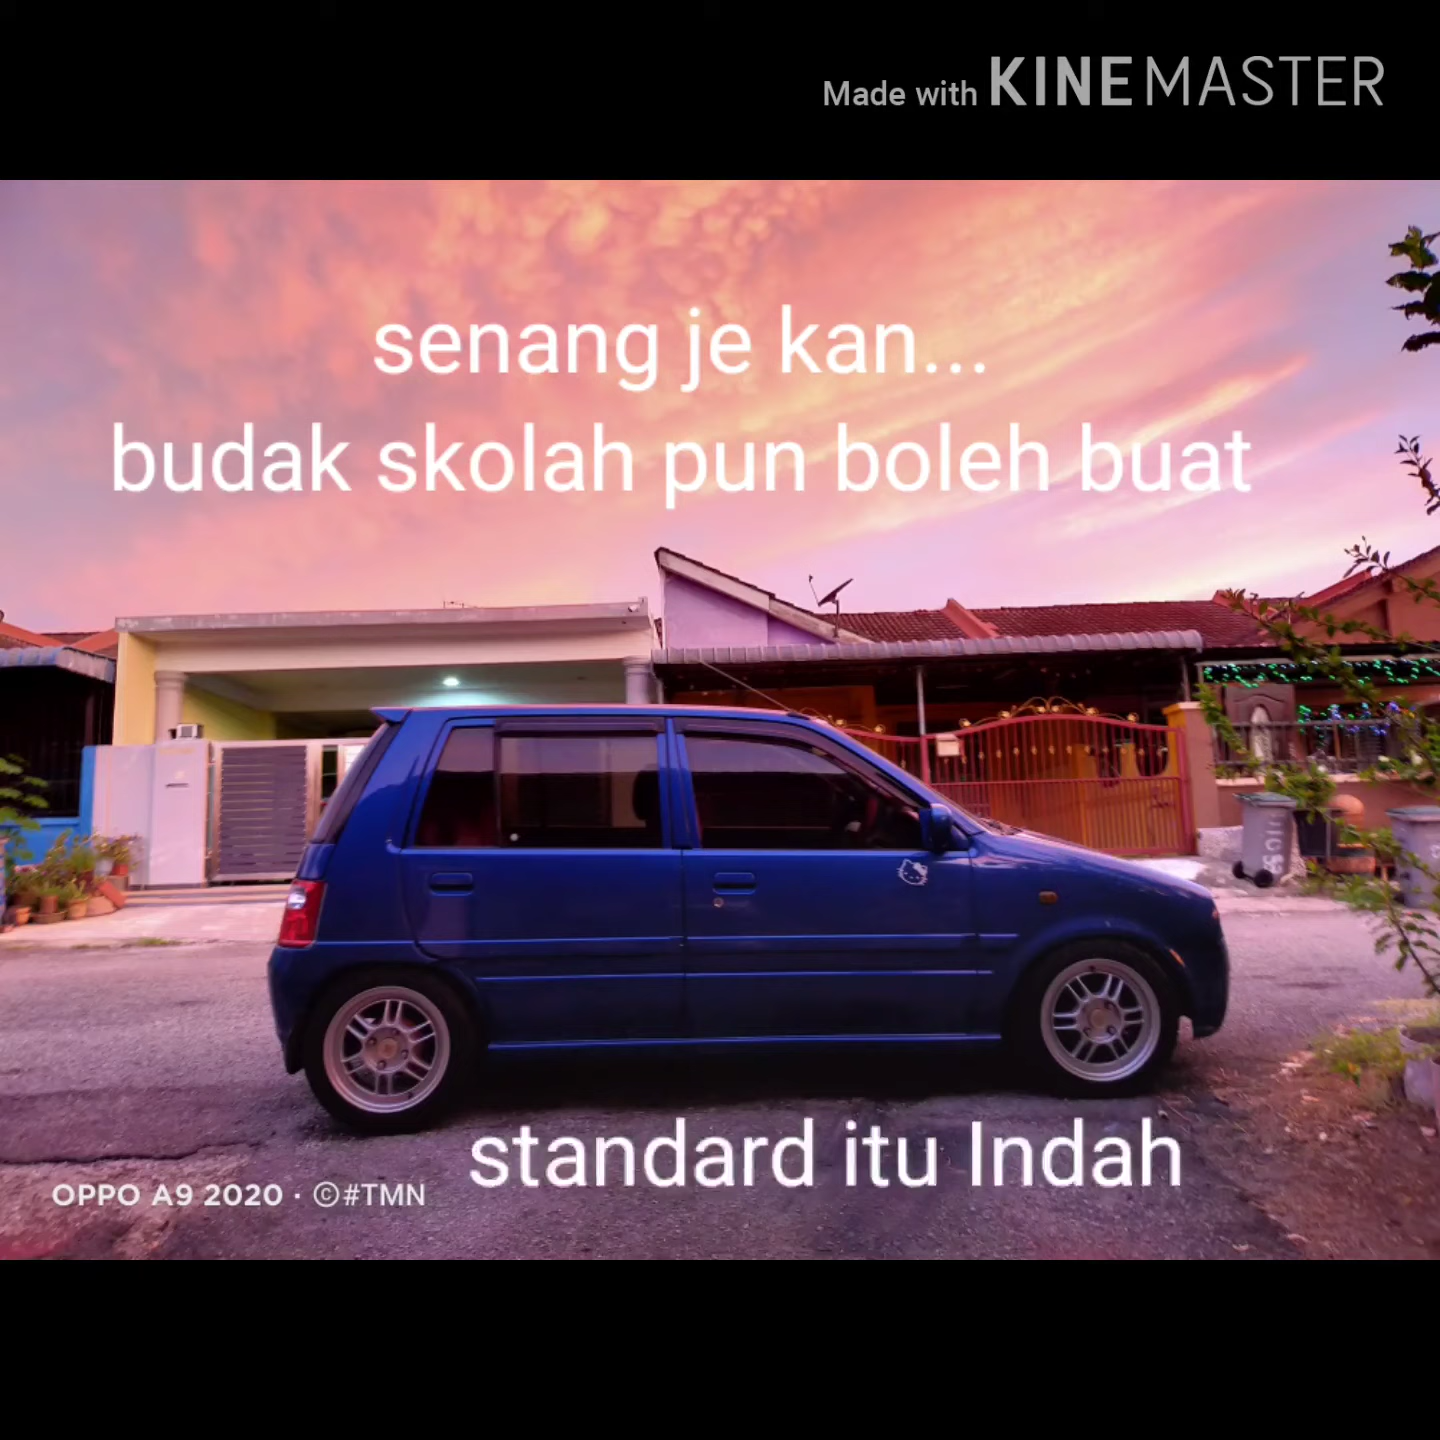 Made with KINEMASTER
senang je kan...
budak skolah pun boleh buat
standard itu Indah
OPPO A9 2020 · ©#TMN